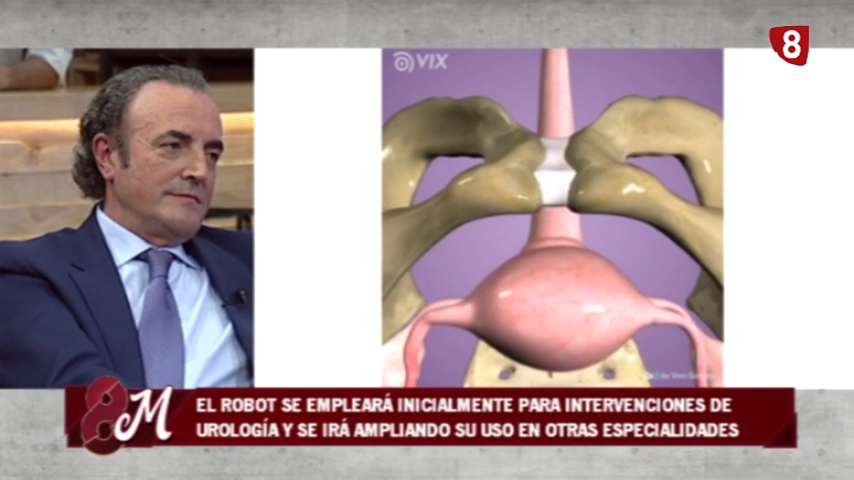 8
VIX
8M
EL ROBOT SE EMPLEARÁ INICIALMENTE PARA INTERVENCIONES DE
UROLOGÍA Y SE IRÁ AMPLIANDO SU USO EN OTRAS ESPECIALIDADES